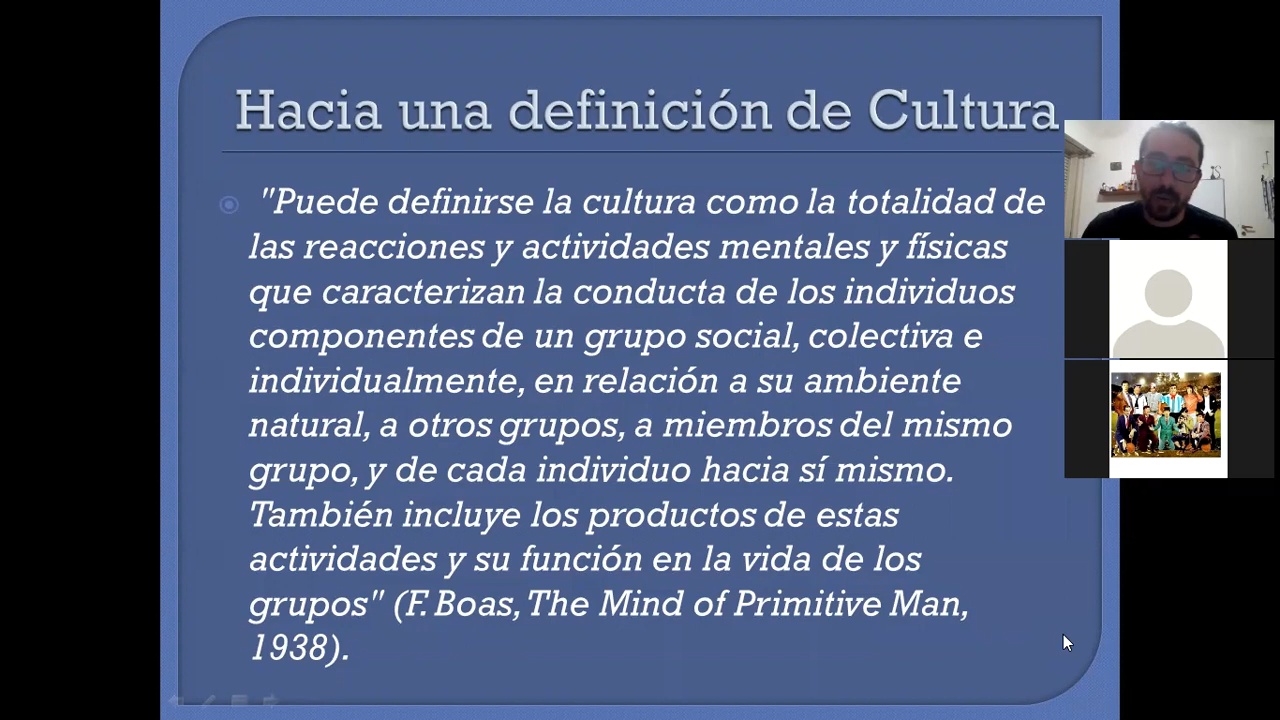 Hacia una definición de Cultura
"Puede definirse la cultura como la totalidad de
las reacciones y actividades mentales y físicas
que caracterizan la conducta de los individuos
componentes de un grupo social, colectiva e
individualmente, en relación a su ambiente
natural, a otros grupos, a miembros del mismo
grupo, y de cada individuo hacia sí mismo.
También incluye los productos de estas
actividades y su función en la vida de los
grupos" (F. Boas, The Mind of Primitive Man,
1938).